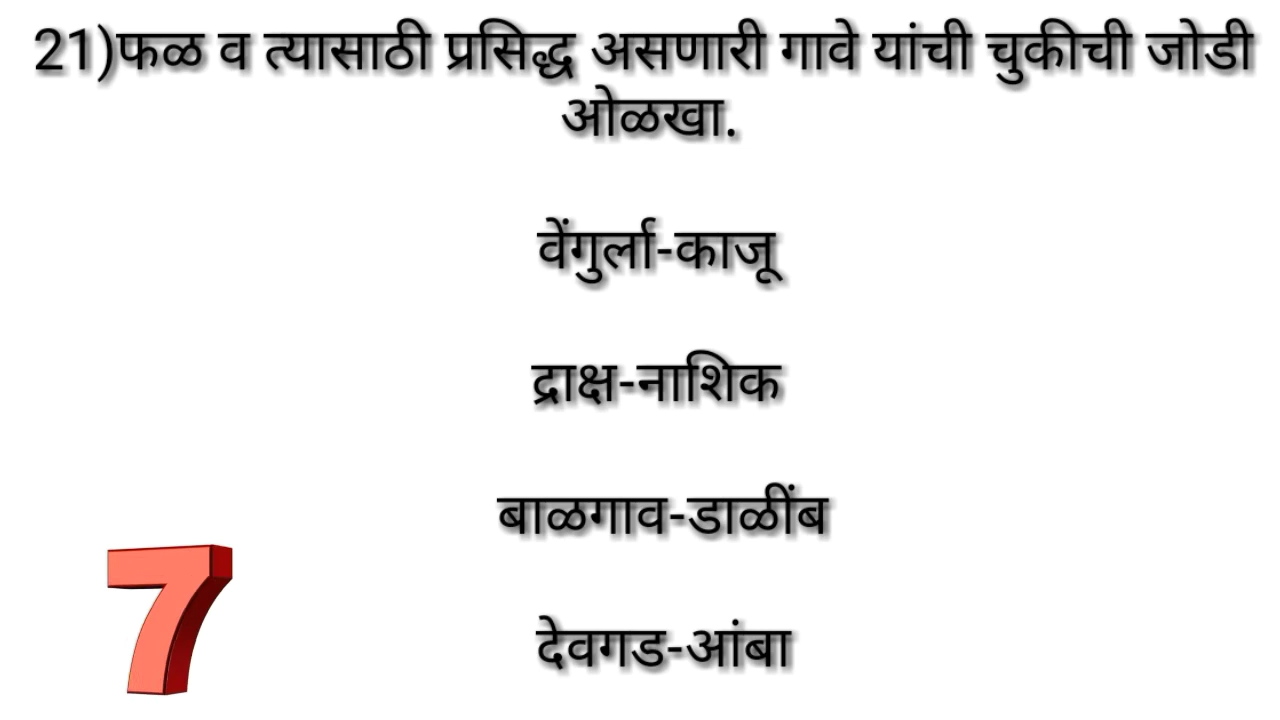 21)फळ व त्यासाठी प्रसिद्ध असणारी गावे यांची चुकीची जोडी
ओळखा.
वेंगुर्ला-काजू
द्राक्ष-नाशिक
बाळगाव-डाळींब
देवगड-आंबा
7